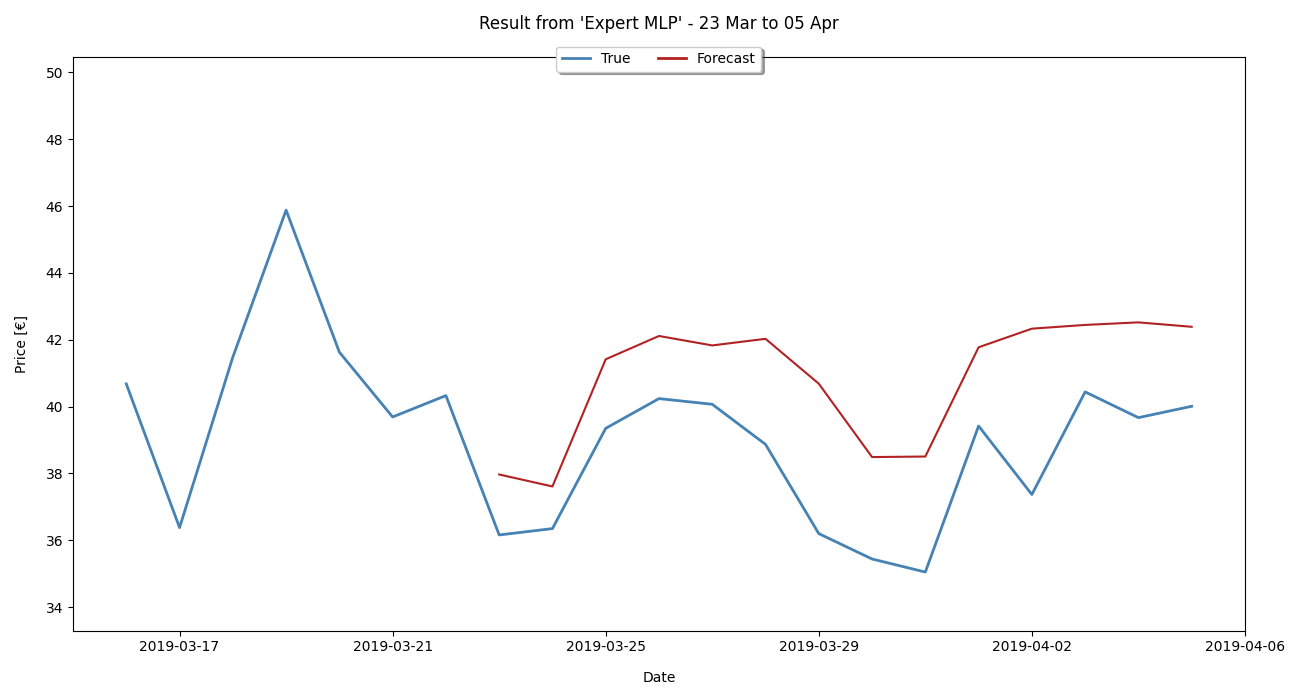 Result from 'Expert MLP' - 23 Mar to 05 Apr
True Forecast
50
48
46
44
42
40
38
36
34
Price [€]
2019-03-17 2019-03-21 2019-03-25 2019-03-29 2019-04-02 2019-04-06
Date